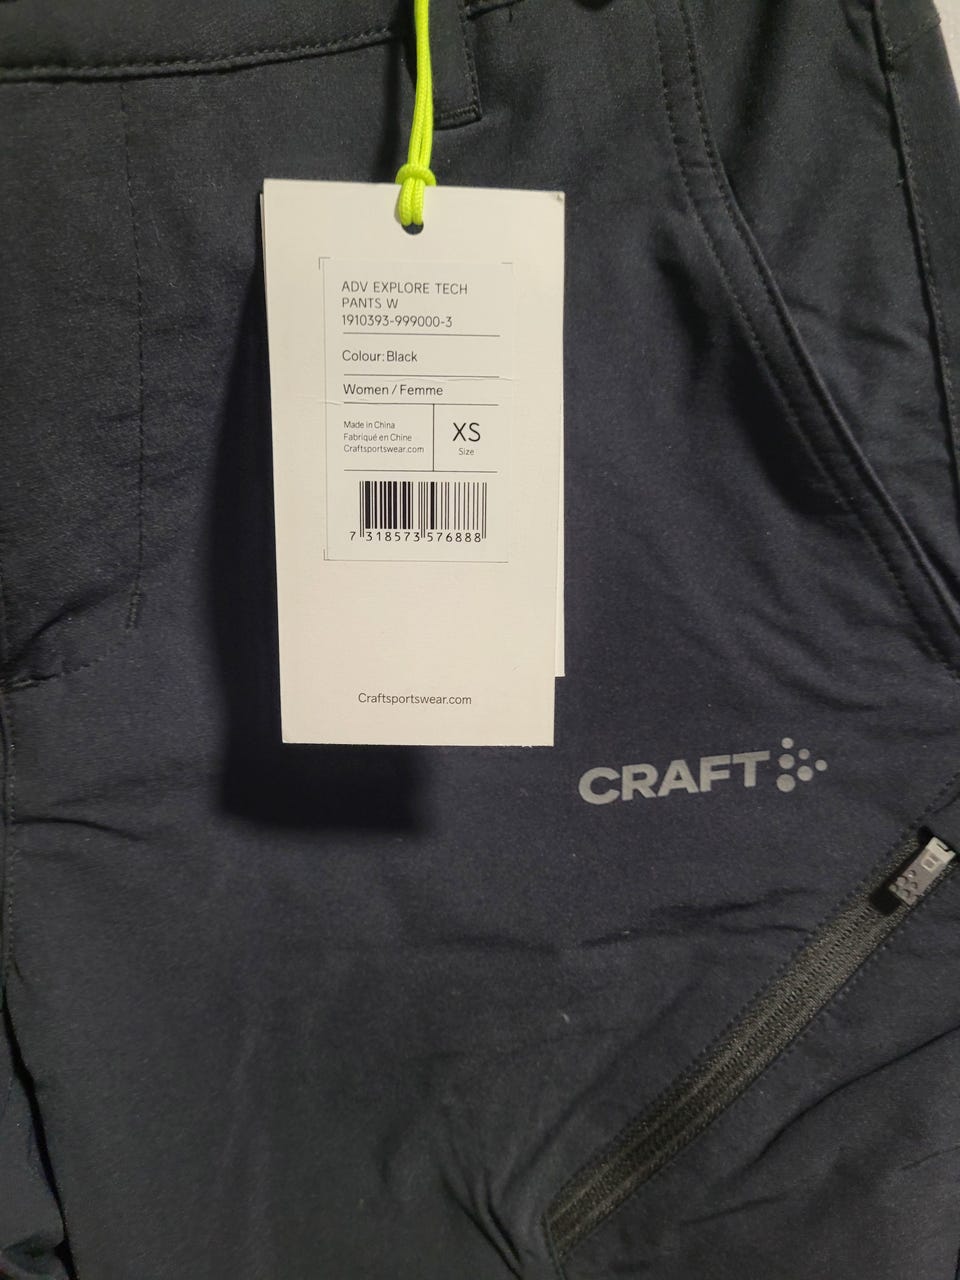 ADV EXPLORE TECH
PANTS W
1910393-999000-3
Colour: Black
Women / Femme
Made in China
Fabriqué en Chine
Craftsportswear.com
XS
Size
7 318573 576888
Craftsportswear.com
CRAFT